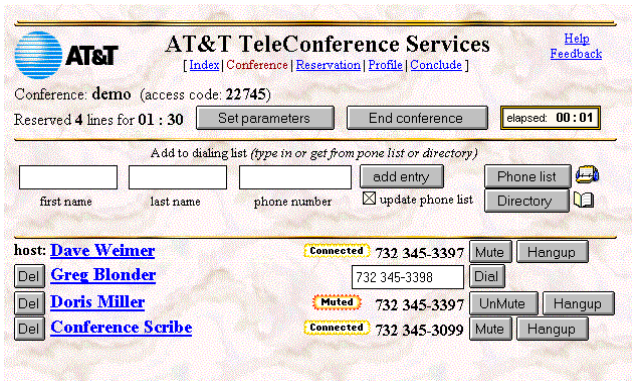 AT&T
AT&T TeleConference Services
Help
[ Index | Conference | Reservation | Profile | Conclude ]
Feedback
Conference: demo (access code: 22745)
Reserved 4 lines for 01 : 30 Set parameters End conference elapsed: 00 : 01
Add to dialing list (type in or get from pone list or directory)
add entry Phone list
first name last name phone number update phone list Directory
host: Dave Weimer Connected 732 345-3397 Mute Hangup
Del Greg Blonder 732 345-3398 Dial
Del Doris Miller Muted 732 345-3397 UnMute Hangup
Del Conference Scribe Connected 732 345-3099 Mute Hangup